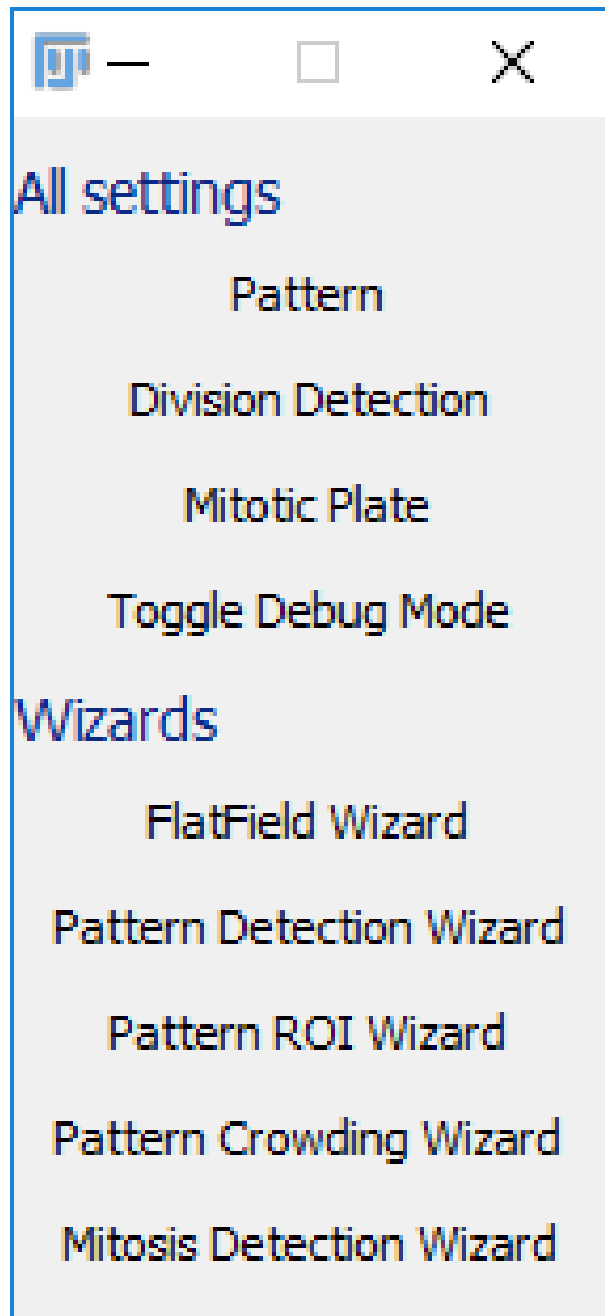 All settings
Pattern
Division Detection
Mitotic Plate
Toggle Debug Mode
Wizards
FlatField Wizard
Pattern Detection Wizard
Pattern ROI Wizard
Pattern Crowding Wizard
Mitosis Detection Wizard